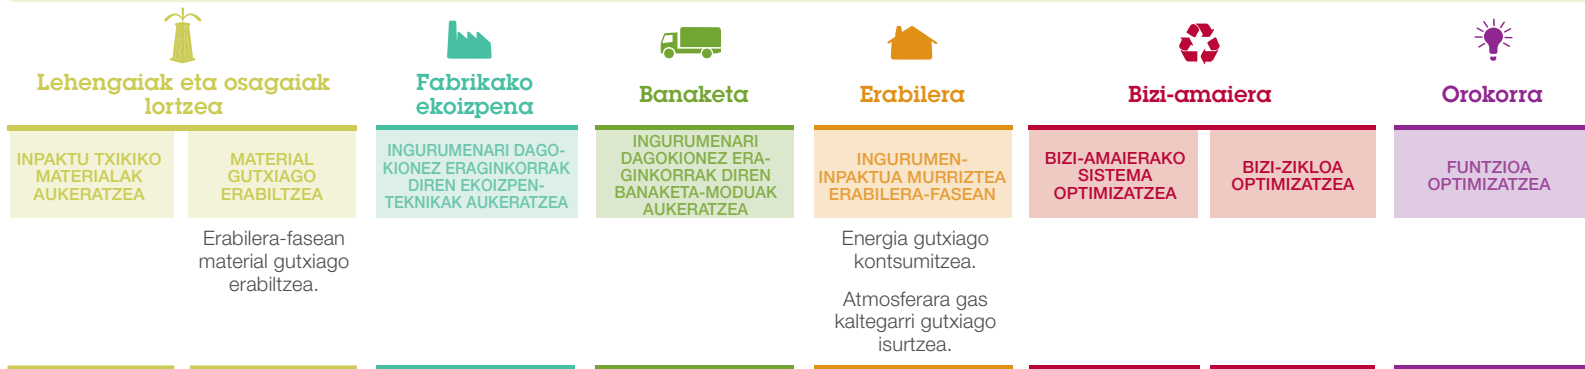 Lehengaiak eta osagaiak
lortzea
Fabrikako
ekoizpena
Banaketa
Erabilera
Bizi-amaiera
Orokorra
INPAKTU TXIKIKO
MATERIALAK
AUKERATZEA
MATERIAL
GUTXIAGO
ERABILTZEA
INGURUMENARI DAGO-
KIONEZ ERAGINKORRAK
DIREN EKOIZPEN-
TEKNIKAK AUKERATZEA
INGURUMENARI
DAGOKIONEZ ERA-
GINKORRAK DIREN
BANAKETA-MODUAK
AUKERATZEA
INGURUMEN-
INPAKTUA MURRIZTEA
ERABILERA-FASEAN
BIZI-AMAIERAKO
SISTEMA
OPTIMIZATZEA
BIZI-ZIKLOA
OPTIMIZATZEA
FUNTZIOA
OPTIMIZATZEA
Erabilera-fasean
material gutxiago
erabiltzea.
Energia gutxiago
kontsumitzea.
Atmosferara gas
kaltegarri gutxiago
isurtzea.